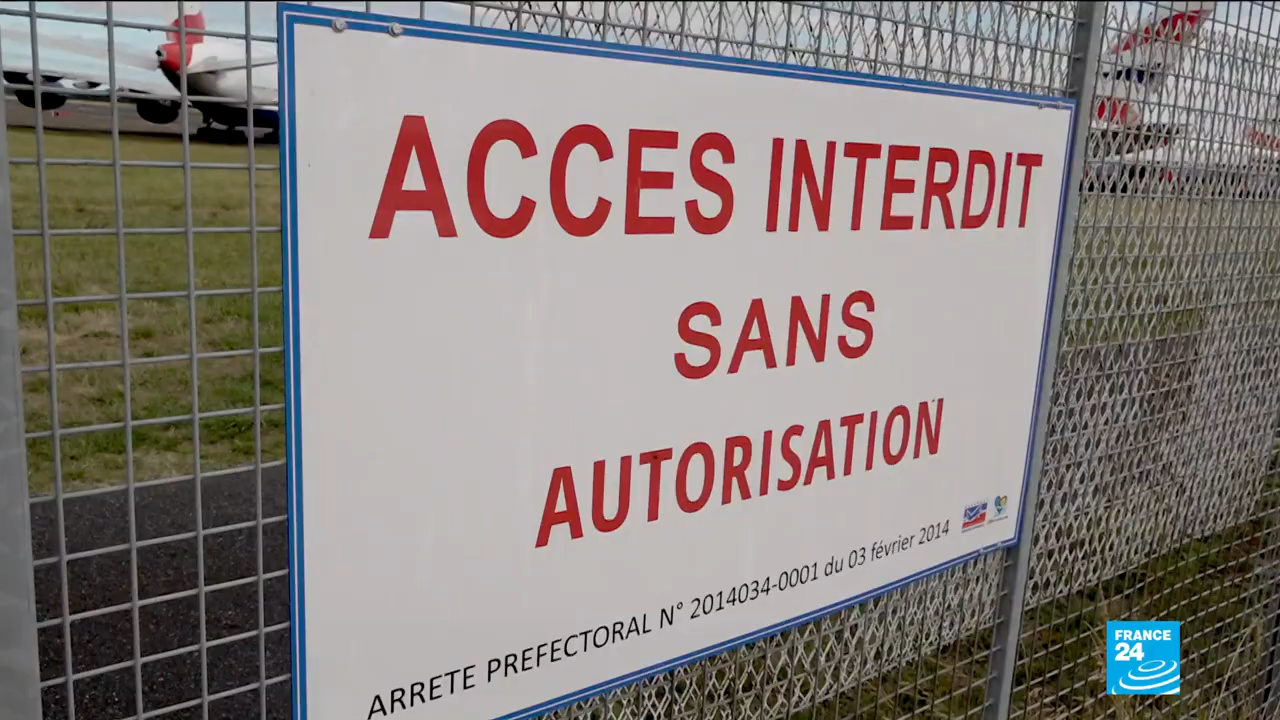 ACCES INTERDIT
SANS
AUTORISATION
ARRETE PREFECTORAL N° 2014034-0001 du 03 février 2014
FRANCE
24